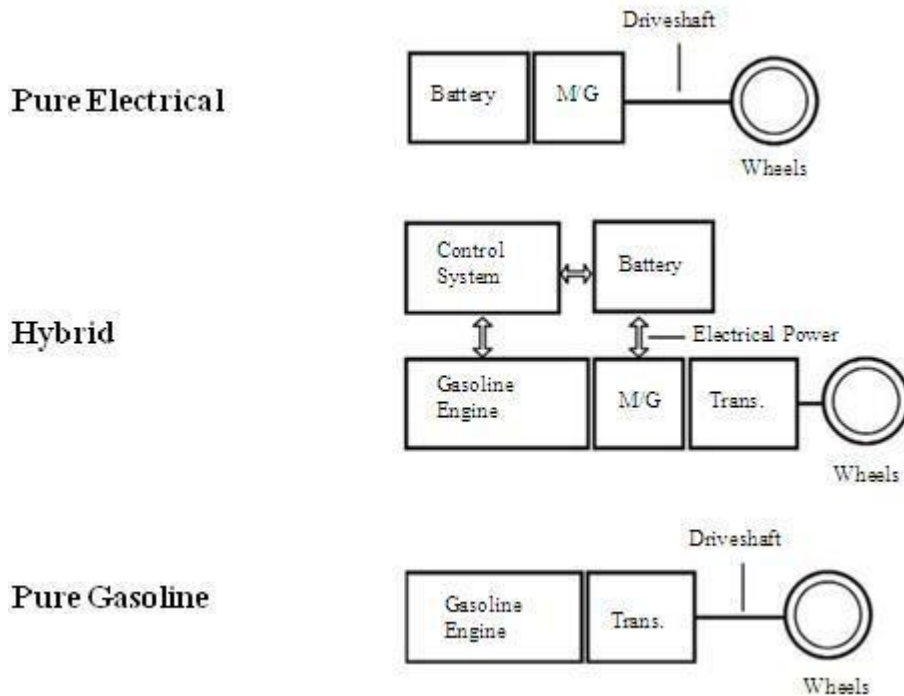 Driveshaft
Pure Electrical
Battery
M/G
Wheels
Control
System
Battery
Hybrid
Electrical Power
Gasoline
Engine
M/G
Trans.
Wheels
Driveshaft
Pure Gasoline
Gasoline
Engine
Trans.
Wheels